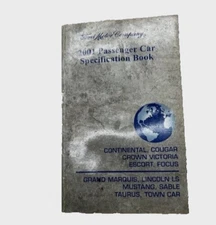 Ford Motor Company
2001 Passenger Car
Specification Book
CONTINENTAL, COUGAR
CROWN VICTORIA
ESCORT, FOCUS
GRAND MARQUIS, LINCOLN LS
MUSTANG, SABLE
TAURUS, TOWN CAR